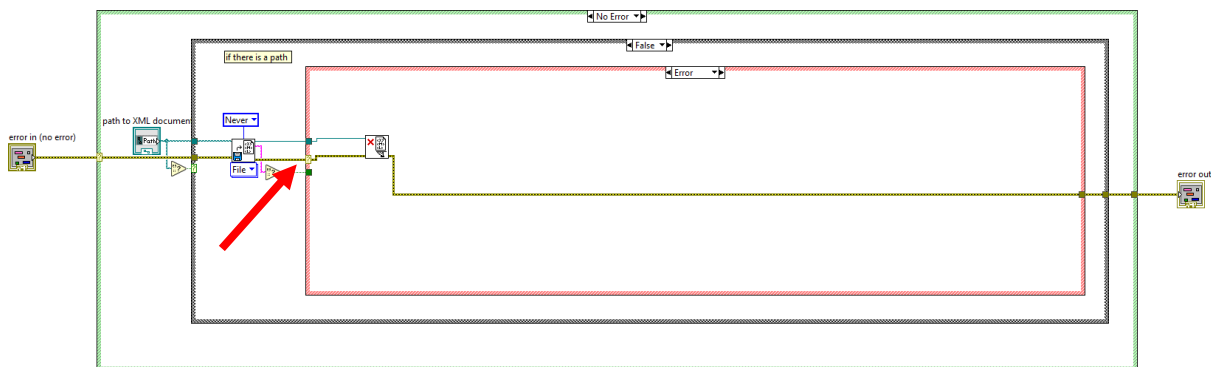 No Error
False
if there is a path
Error
Never
path to XML document
Path
error in (no error)
File
error out